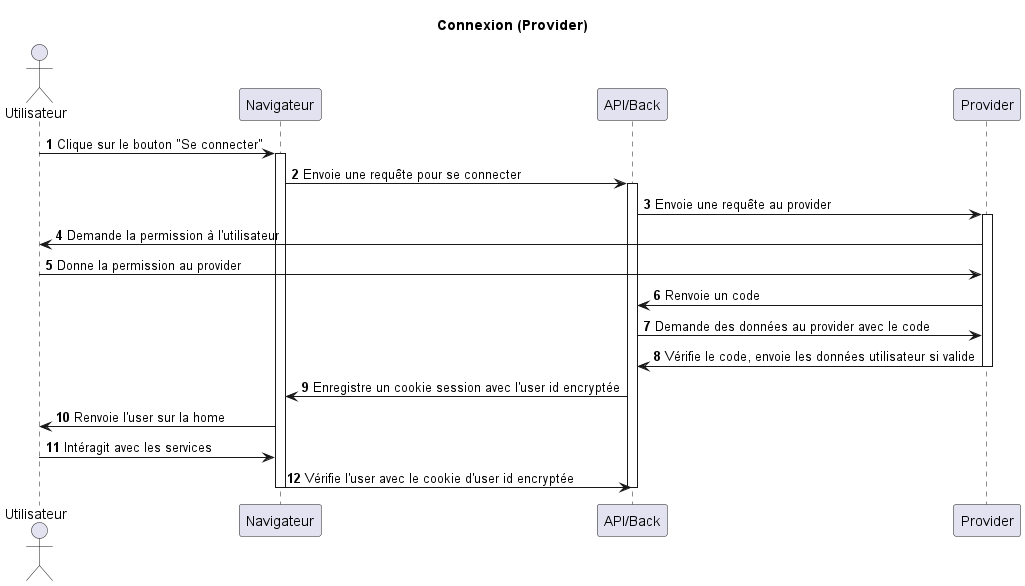 Connexion (Provider)
Utilisateur
Navigateur
API/Back
Provider
1 Clique sur le bouton "Se connecter"
2 Envoie une requête pour se connecter
3 Envoie une requête au provider
4 Demande la permission à l'utilisateur
5 Donne la permission au provider
6 Renvoie un code
7 Demande des données au provider avec le code
8 Vérifie le code, envoie les données utilisateur si valide
9 Enregistre un cookie session avec l'user id encryptée
10 Renvoie l'user sur la home
11 Intéragit avec les services
12 Vérifie l'user avec le cookie d'user id encryptée
Utilisateur
Navigateur
API/Back
Provider